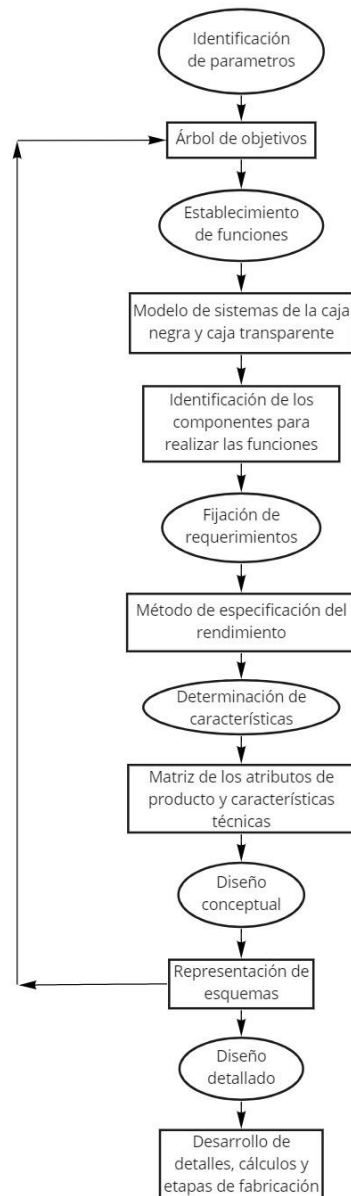 Identificación
de parametros
Árbol de objetivos
Establecimiento
de funciones
Modelo de sistemas de la caja
negra y caja transparente
Identificación de los
componentes para
realizar las funciones
Fijación de
requerimientos
Método de especificación del
rendimiento
Determinación de
características
Matriz de los atributos de
producto y características
técnicas
Diseño
conceptual
Representación de
esquemas
Diseño
detallado
Desarrollo de
detalles, cálculos y
etapas de fabricación